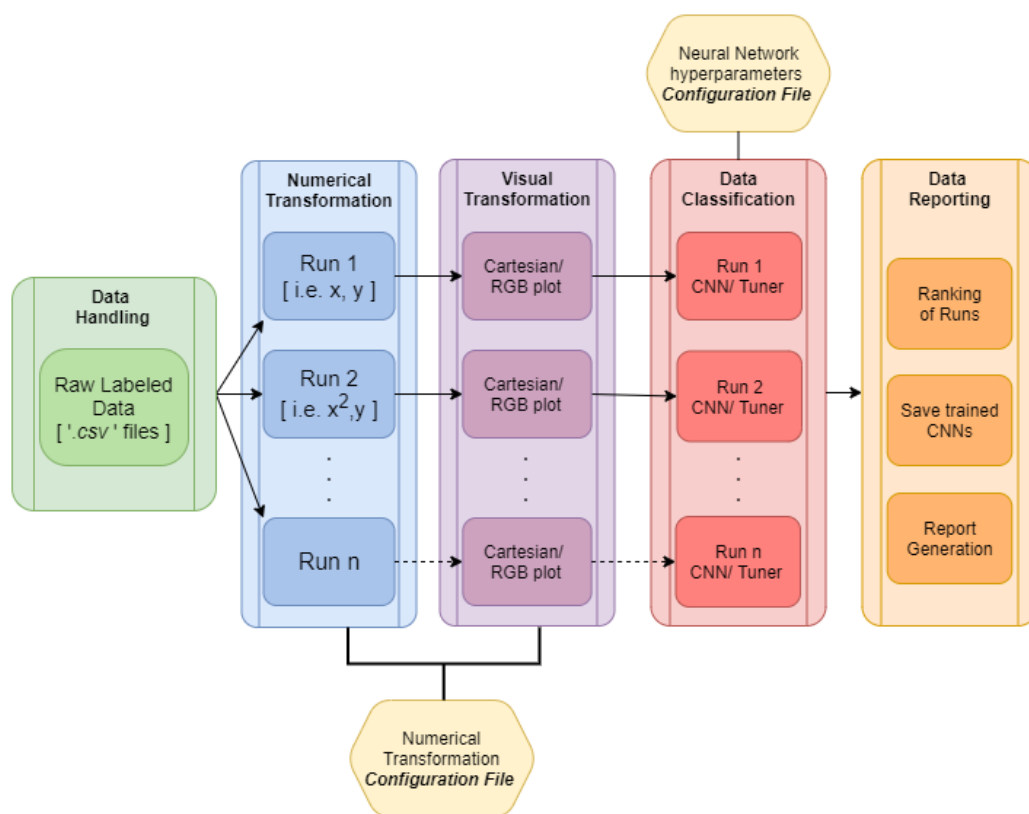 Neural Network
hyperparameters
Configuration File
Data
Handling
Raw Labeled
Data
[ '.csv ' files ]
Numerical
Transformation
Run 1
[ i.e. x, y ]
Run 2
[ i.e. x²,y ]
.
.
.
Run n
Visual
Transformation
Cartesian/
RGB plot
Cartesian/
RGB plot
.
.
.
Cartesian/
RGB plot
Data
Classification
Run 1
CNN/ Tuner
Run 2
CNN/ Tuner
.
.
.
Run n
CNN/ Tuner
Data
Reporting
Ranking
of Runs
Save trained
CNNs
Report
Generation
Numerical
Transformation
Configuration File